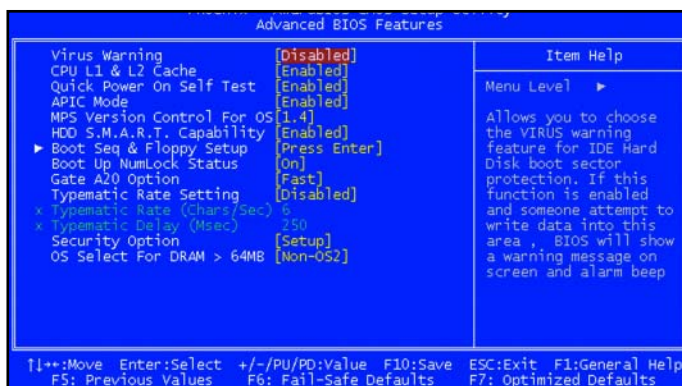 Advanced BIOS Features
Virus Warning [Disabled]
CPU L1 & L2 Cache [Enabled]
Quick Power On Self Test [Enabled]
APIC Mode [Enabled]
MPS Version Control For OS[1.4]
HDD S.M.A.R.T. Capability [Enabled]
► Boot Seq & Floppy Setup [Press Enter]
Boot Up NumLock Status [On]
Gate A20 Option [Fast]
Typematic Rate Setting [Disabled]
x Typematic Rate (Chars/Sec) 6
x Typematic Delay (Msec) 250
Security Option [Setup]
OS Select For DRAM > 64MB [Non-OS2]
Item Help
Menu Level ►
Allows you to choose
the VIRUS warning
feature for IDE Hard
Disk boot sector
protection. If this
function is enabled
and someone attempt to
write data into this
area , BIOS will show
a warning message on
screen and alarm beep
↑↓→←:Move Enter:Select +/-/PU/PD:Value F10:Save ESC:Exit F1:General Help
F5: Previous Values F6: Fail-Safe Defaults F7: Optimized Defaults